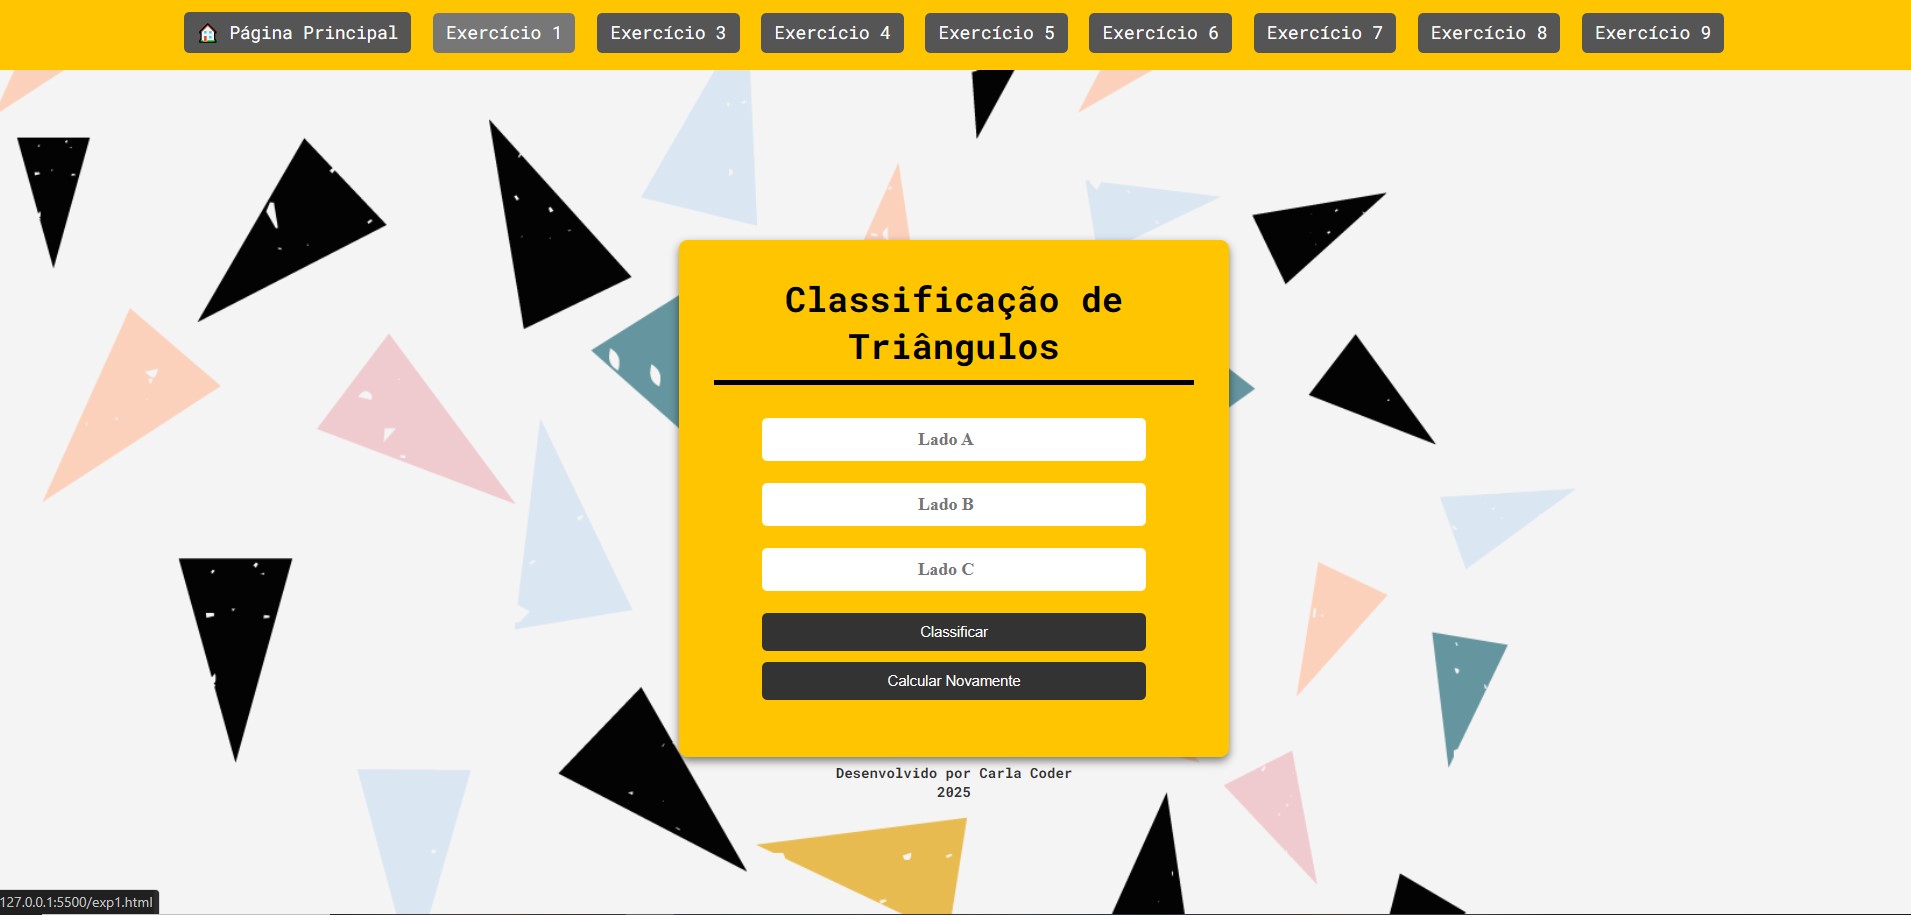 🏠 Página Principal Exercício 1 Exercício 3 Exercício 4 Exercício 5 Exercício 6 Exercício 7 Exercício 8 Exercício 9
Classificação de
Triângulos
Lado A
Lado B
Lado C
Classificar
Calcular Novamente
Desenvolvido por Carla Coder
2025
127.0.0.1:5500/exp1.html